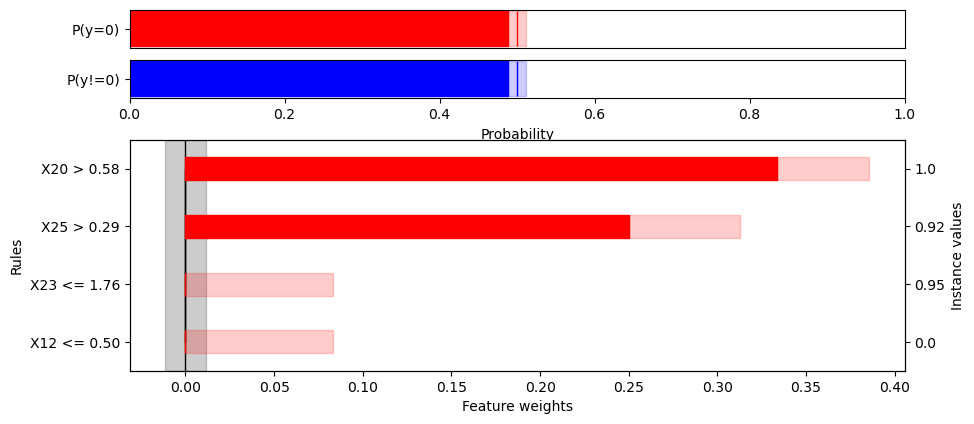 P(y=0)
P(y!=0)
0.0 0.2 0.4 0.6 0.8 1.0
Probability
X20 > 0.58 1.0
X25 > 0.29 0.92
X23 <= 1.76 0.95
X12 <= 0.50 0.0
Rules
Instance values
0.00 0.05 0.10 0.15 0.20 0.25 0.30 0.35 0.40
Feature weights